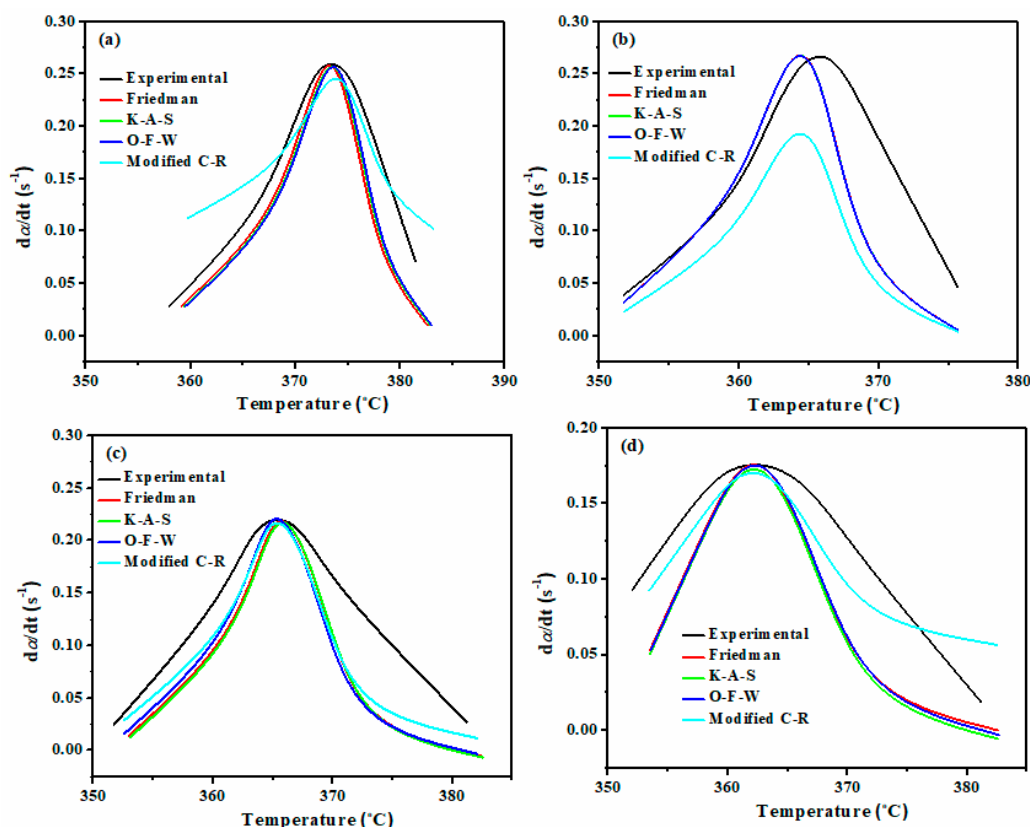 (a)
Experimental
Friedman
K-A-S
O-F-W
Modified C-R
dα/dt (s⁻¹)
0.30
0.25
0.20
0.15
0.10
0.05
0.00
350 360 370 380 390
Temperature (°C)
(b)
Experimental
Friedman
K-A-S
O-F-W
Modified C-R
dα/dt (s⁻¹)
0.30
0.25
0.20
0.15
0.10
0.05
0.00
350 360 370 380
Temperature (°C)
(c)
Experimental
Friedman
K-A-S
O-F-W
Modified C-R
dα/dt (s⁻¹)
0.30
0.25
0.20
0.15
0.10
0.05
0.00
350 360 370 380
Temperature (°C)
(d)
Experimental
Friedman
K-A-S
O-F-W
Modified C-R
dα/dt (s⁻¹)
0.20
0.15
0.10
0.05
0.00
350 360 370 380
Temperature (°C)